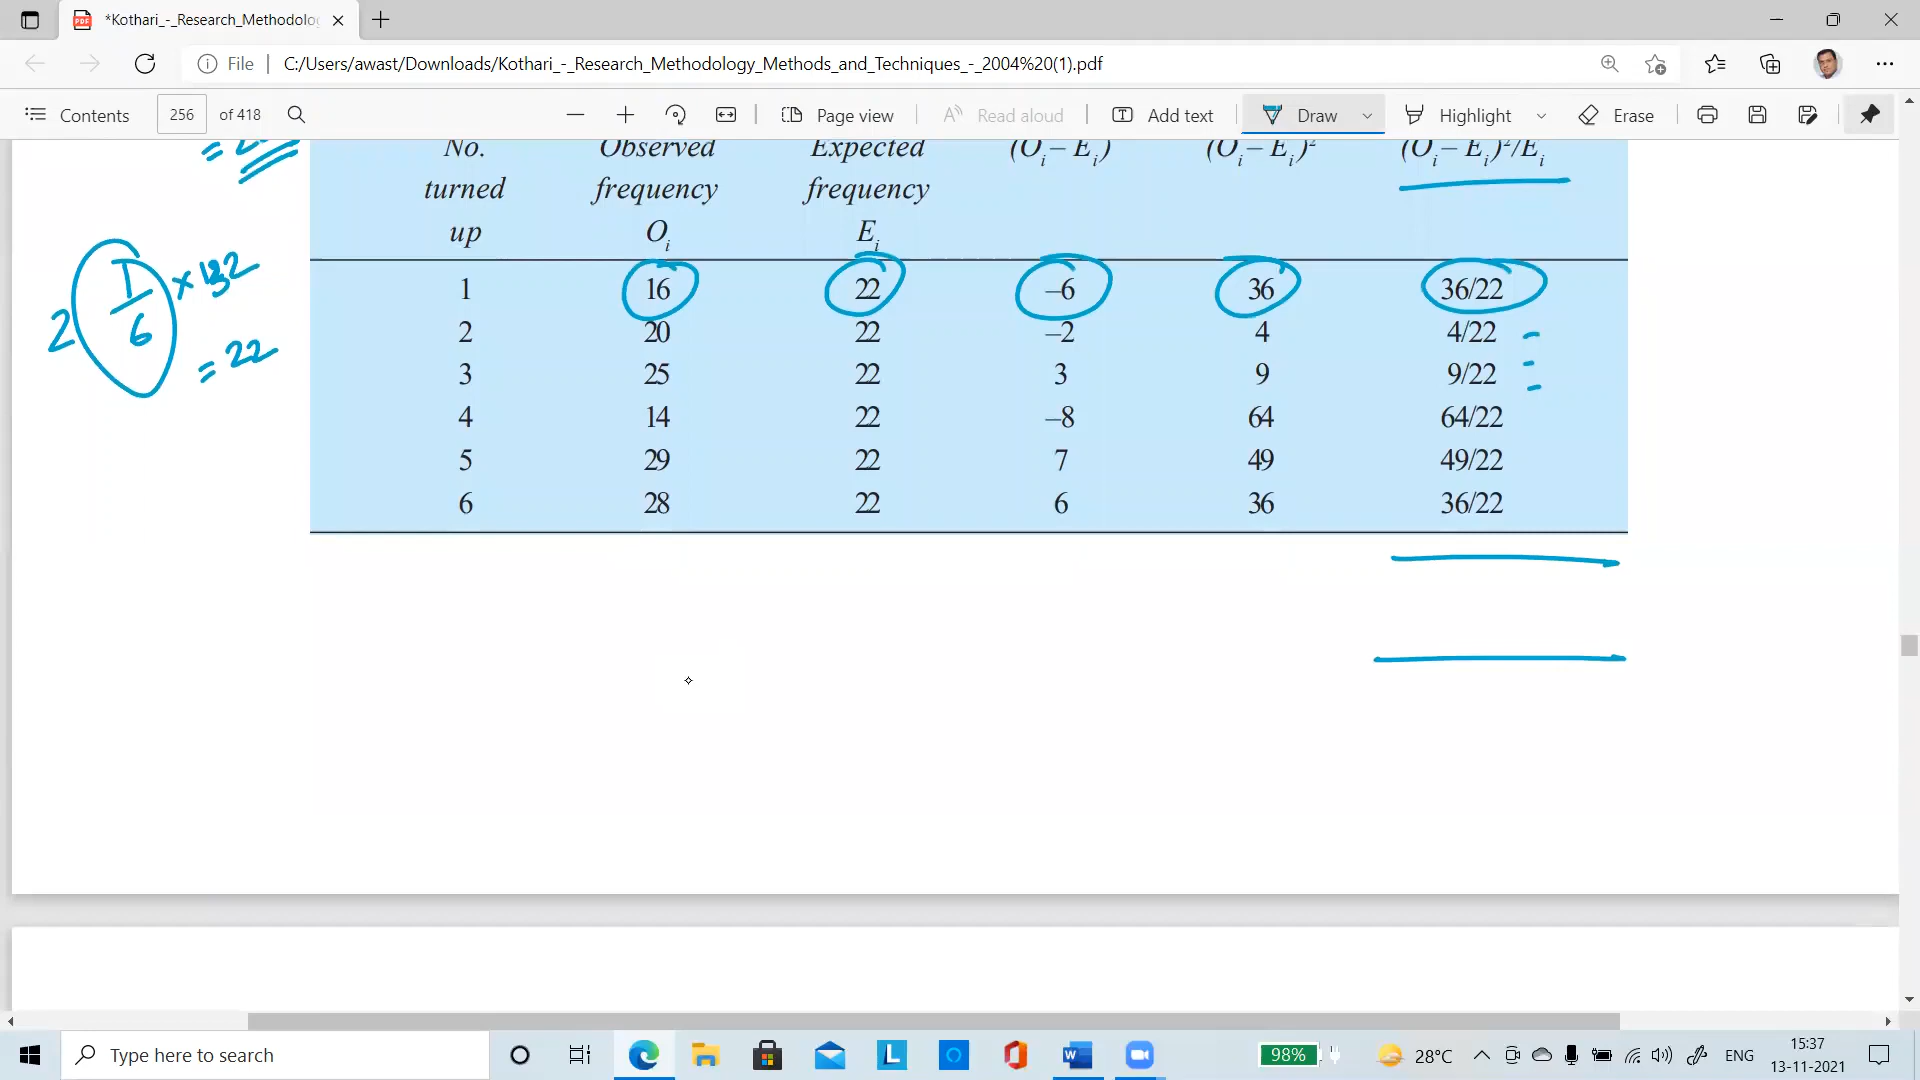 *Kothari_-_Research_Methodolo
File C:/Users/awast/Downloads/Kothari_-_Research_Methodology_Methods_and_Techniques_-_2004%20(1).pdf
Contents 256 of 418 Page view Read aloud Add text Draw Highlight Erase
No. Observed Expected (Oi – Ei) (Oi – Ei)² (Oi – Ei)²/Ei
turned frequency frequency
up Oi Ei
1 16 22 –6 36 36/22
2 20 22 –2 4 4/22
3 25 22 3 9 9/22
4 14 22 –8 64 64/22
5 29 22 7 49 49/22
6 28 22 6 36 36/22
1/6 × 132
2
= 22
Type here to search
98% 28°C ENG 15:37
13-11-2021